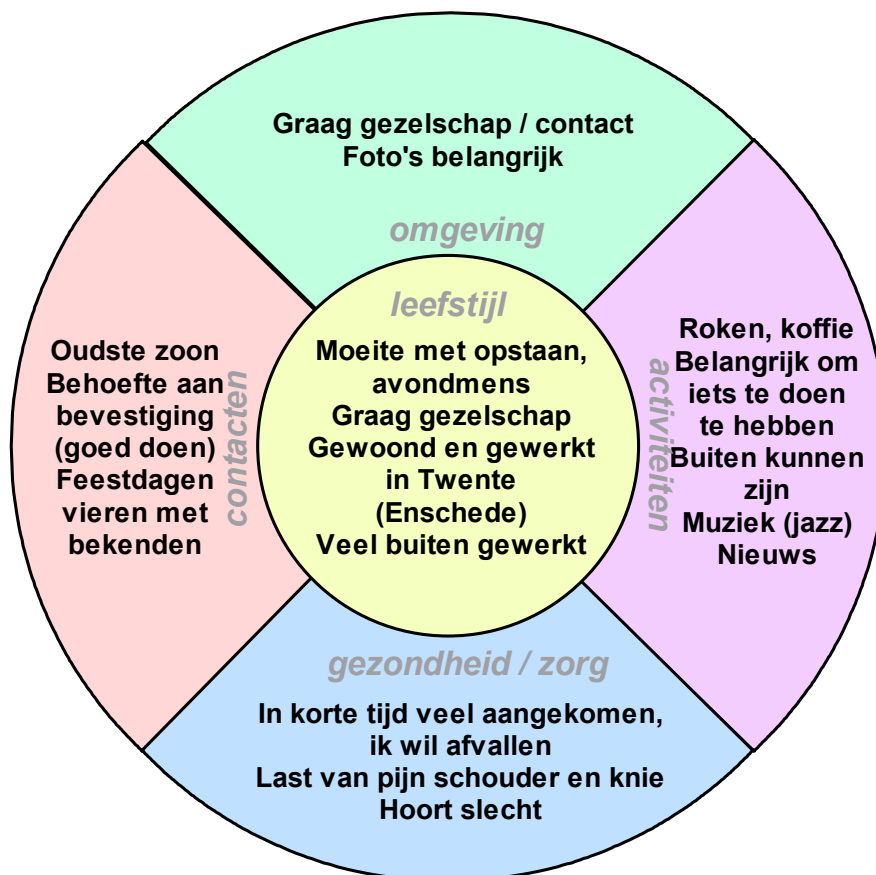 Graag gezelschap / contact
Foto's belangrijk
omgeving
leefstijl
Moeite met opstaan,
avondmens
Graag gezelschap
Gewoond en gewerkt
in Twente
(Enschede)
Veel buiten gewerkt
Oudste zoon
Behoefte aan
bevestiging
(goed doen)
Feestdagen
vieren met
bekenden
contacten
activiteiten
Roken, koffie
Belangrijk om
iets te doen
te hebben
Buiten kunnen
zijn
Muziek (jazz)
Nieuws
gezondheid / zorg
In korte tijd veel aangekomen,
ik wil afvallen
Last van pijn schouder en knie
Hoort slecht